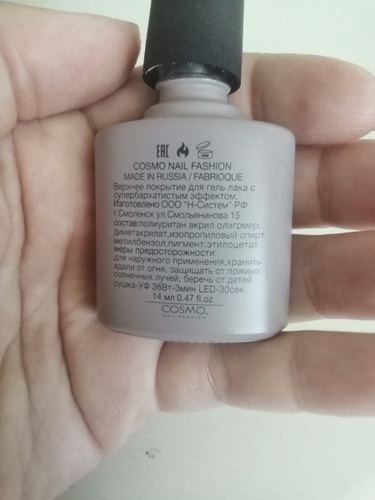 EAC
COSMO NAIL FASHION
MADE IN RUSSIA / FABRIOQUE
Верхнее покрытие для гель лака с
супербархатистым эффектом.
Изготовлено ООО "Н-Систем" РФ
г.Смоленск ул.Смольянинова 15
состав:полиуритан акрил олигомер,
диметакрилат,изопропиловый спирт
метилбензол,пигмент,этилоцетат.
меры предосторожности:
для наружного применения,хранить
вдали от огня, защищать от прямых
солнечных лучей, беречь от детей
сушка-УФ 36Вт-3мин LED-30сек
14 мл 0.47 fl.oz.
COSMO.
NAIL FASHION